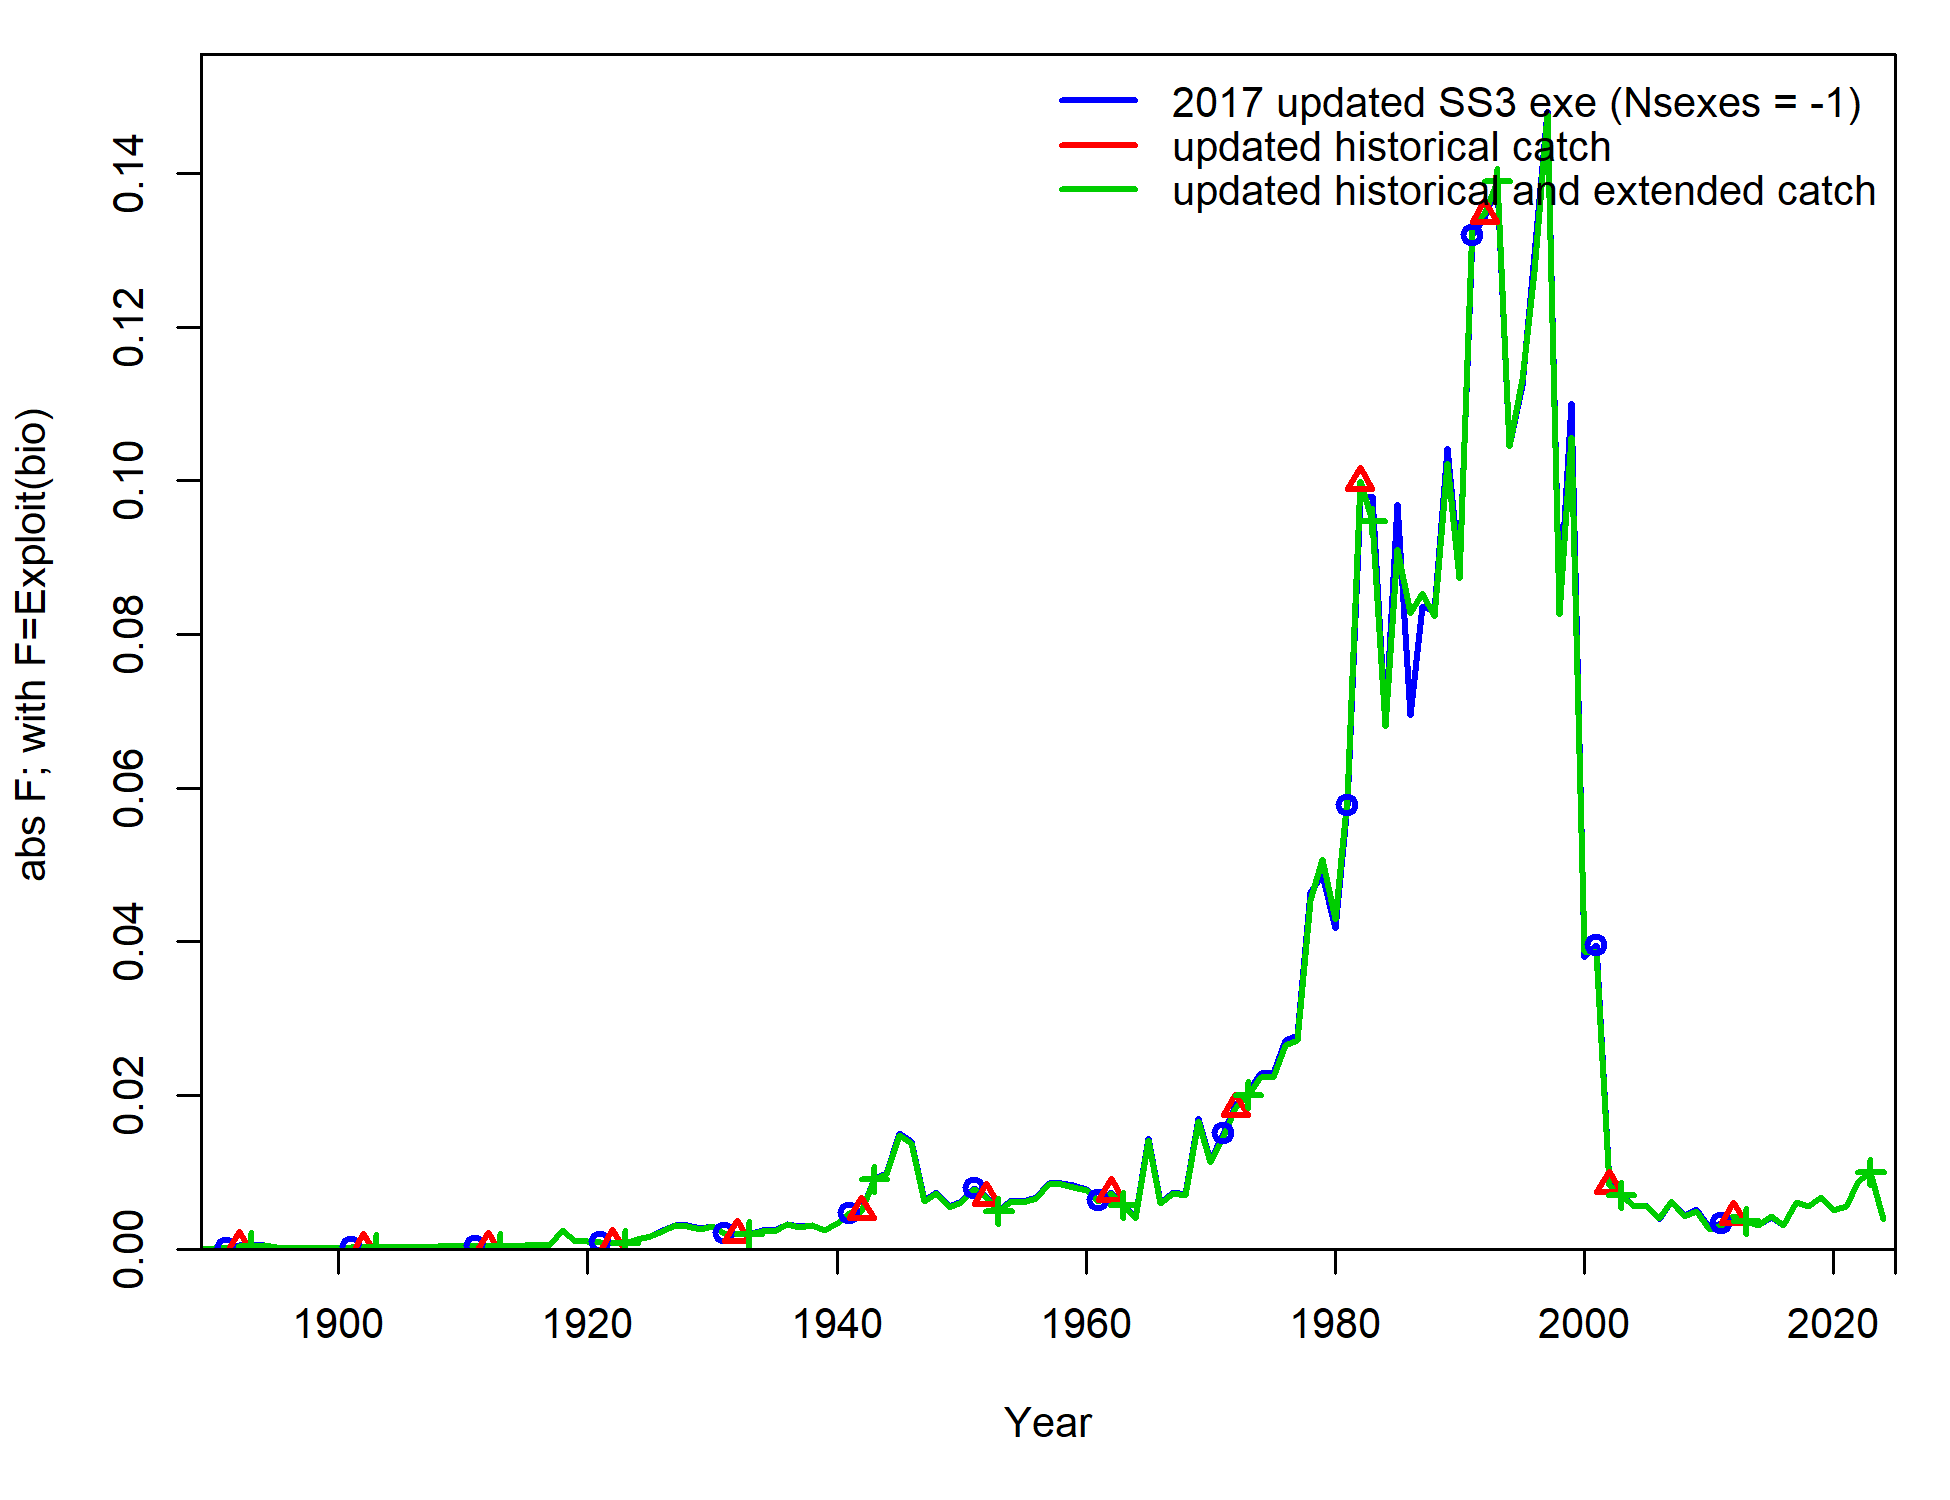 2017 updated SS3 exe (Nsexes = -1)
updated historical catch
updated historical and extended catch
abs F; with F=Exploit(bio)
0.14
0.12
0.10
0.08
0.06
0.04
0.02
0.00
1900 1920 1940 1960 1980 2000 2020
Year